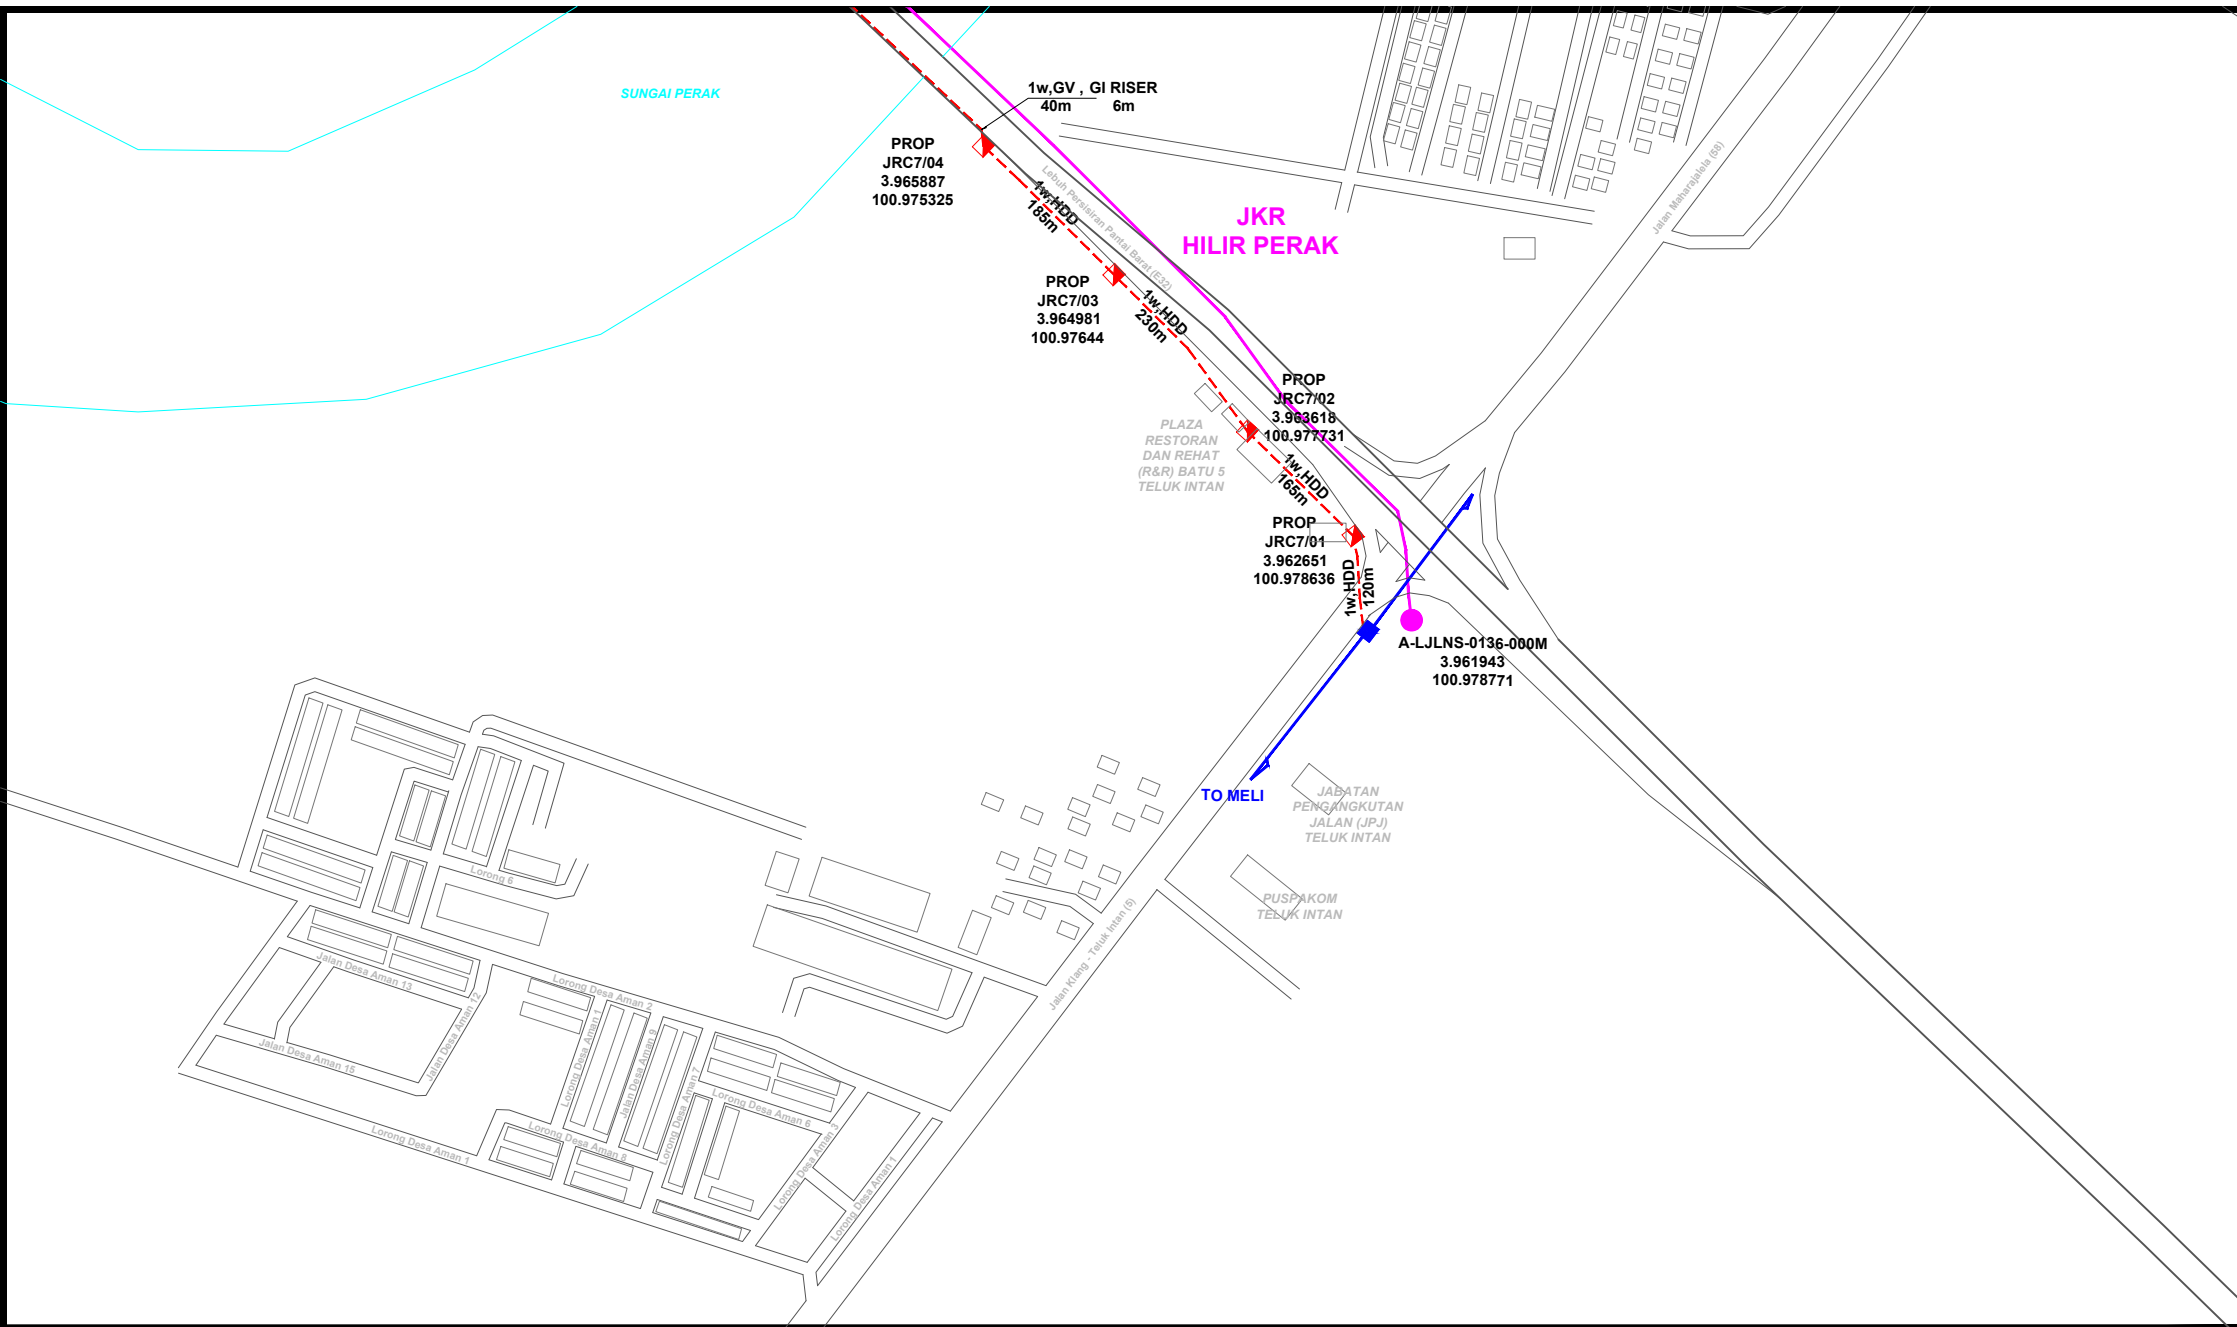 SUNGAI PERAK
1w,GV , GI RISER
40m 6m
PROP
JRC7/04
3.965887
100.975325
1w,HDD
185m
Lebuh Persisiran Pantai Barat (E32)
JKR
HILIR PERAK
Jalan Maharajalela (58)
PROP
JRC7/03
3.964981
100.97644
1w,HDD
230m
PROP
JRC7/02
3.963618
100.977731
PLAZA
RESTORAN
DAN REHAT
(R&R) BATU 5
TELUK INTAN
1w,HDD
165m
PROP
JRC7/01
3.962651
100.978636
1w,HDD
120m
A-LJLNS-0136-000M
3.961943
100.978771
TO MELI
JABATAN
PENGANGKUTAN
JALAN (JPJ)
TELUK INTAN
PUSPAKOM
TELUK INTAN
Jalan Klang - Teluk Intan (5)
Lorong 6
Jalan Desa Aman 13
Jalan Desa Aman 12
Jalan Desa Aman 15
Lorong Desa Aman 2
Lorong Desa Aman 1
Jalan Desa Aman 9
Lorong Desa Aman 7
Lorong Desa Aman 6
Lorong Desa Aman 8
Lorong Desa Aman 1
Lorong Desa Aman 3
Lorong Desa Aman 1